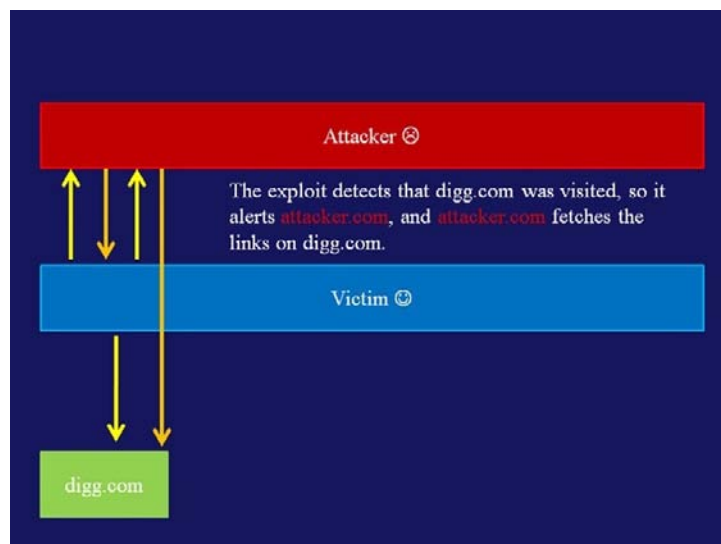 Attacker ☹
The exploit detects that digg.com was visited, so it
alerts attacker.com, and attacker.com fetches the
links on digg.com.
Victim ☺
digg.com